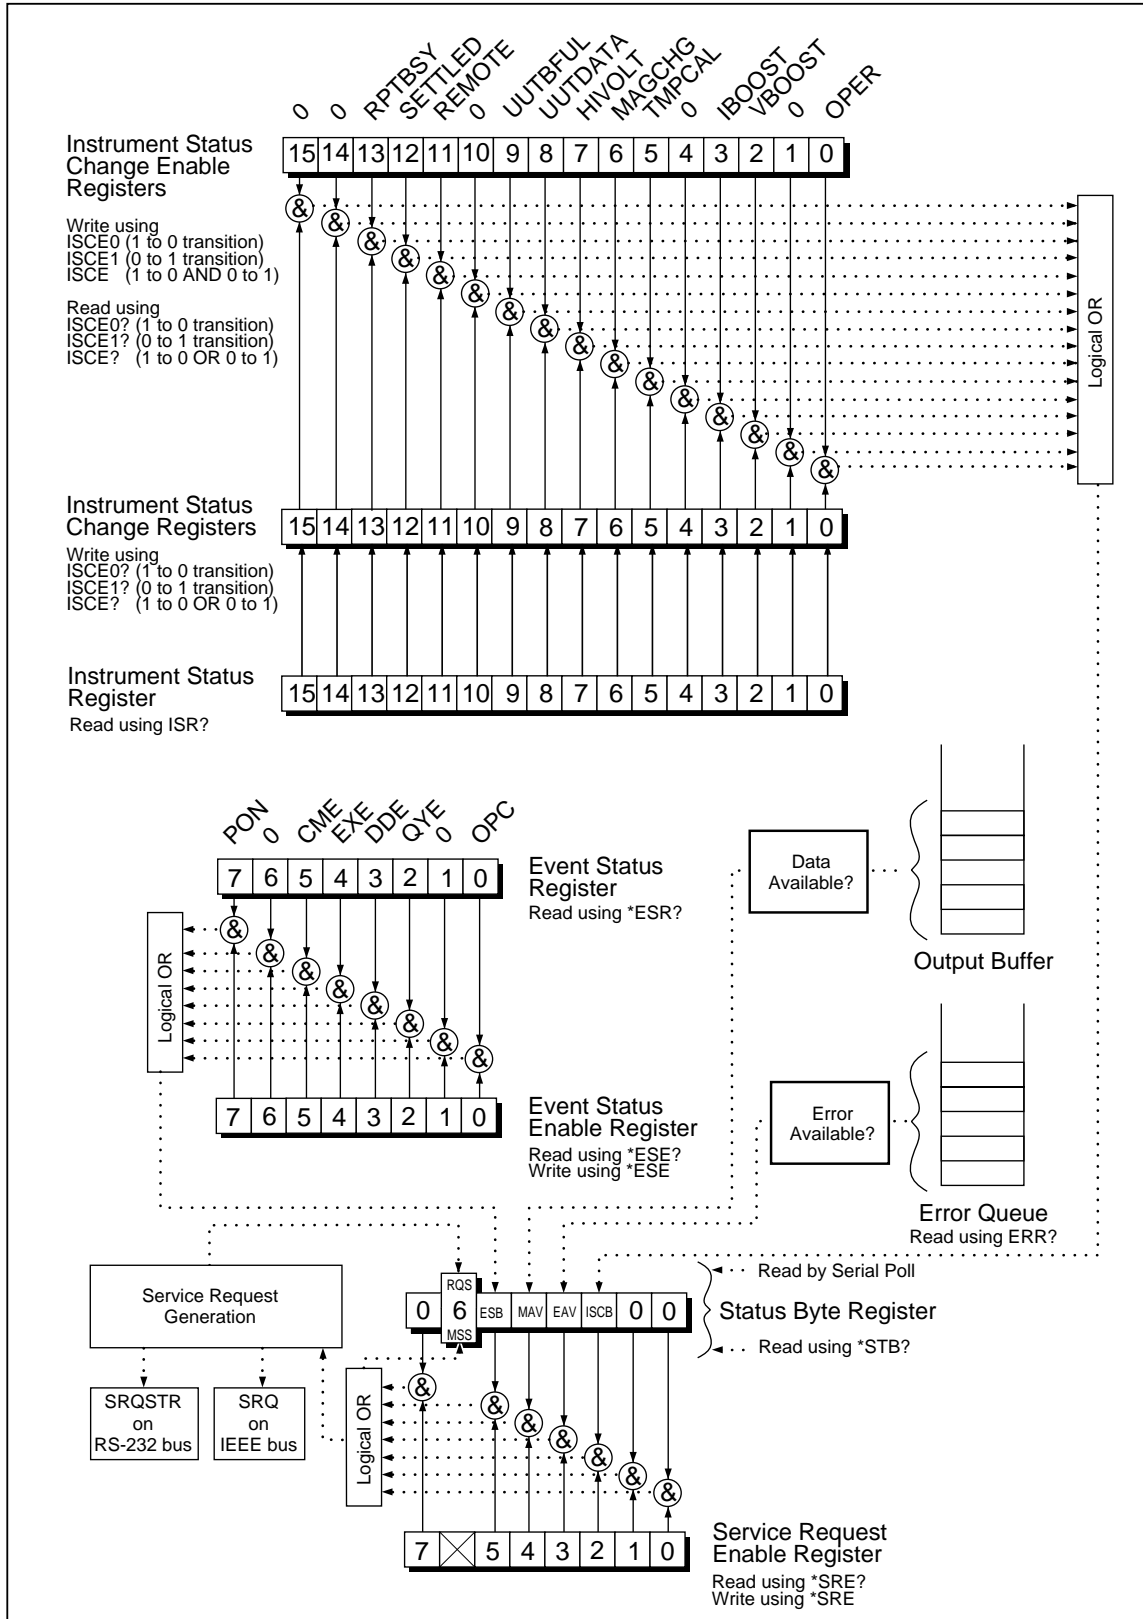 0 0 RPTBSY SETTLED REMOTE 0 UUTBFUL UUTDATA HIVOLT MAGCHG TMPCAL 0 IBOOST VBOOST 0 OPER
Instrument Status
Change Enable
Registers
15 14 13 12 11 10 9 8 7 6 5 4 3 2 1 0
& & & & & & & & & & & & & & & &
Write using
ISCE0 (1 to 0 transition)
ISCE1 (0 to 1 transition)
ISCE (1 to 0 AND 0 to 1)
Read using
ISCE0? (1 to 0 transition)
ISCE1? (0 to 1 transition)
ISCE? (1 to 0 OR 0 to 1)
Logical OR
Instrument Status
Change Registers
15 14 13 12 11 10 9 8 7 6 5 4 3 2 1 0
Write using
ISCE0? (1 to 0 transition)
ISCE1? (0 to 1 transition)
ISCE? (1 to 0 OR 0 to 1)
Instrument Status
Register
15 14 13 12 11 10 9 8 7 6 5 4 3 2 1 0
Read using ISR?
PON 0 CME EXE DDE QYE 0 OPC
7 6 5 4 3 2 1 0
Event Status
Register
Read using *ESR?
& & & & & & & &
Logical OR
Data
Available?
Output Buffer
7 6 5 4 3 2 1 0
Event Status
Enable Register
Read using *ESE?
Write using *ESE
Error
Available?
Error Queue
Read using ERR?
Service Request
Generation
0 RQS 6 MSS ESB MAV EAV ISCB 0 0
Read by Serial Poll
Status Byte Register
Read using *STB?
SRQSTR
on
RS-232 bus
SRQ
on
IEEE bus
Logical OR
& & & & & & &
7 5 4 3 2 1 0
Service Request
Enable Register
Read using *SRE?
Write using *SRE